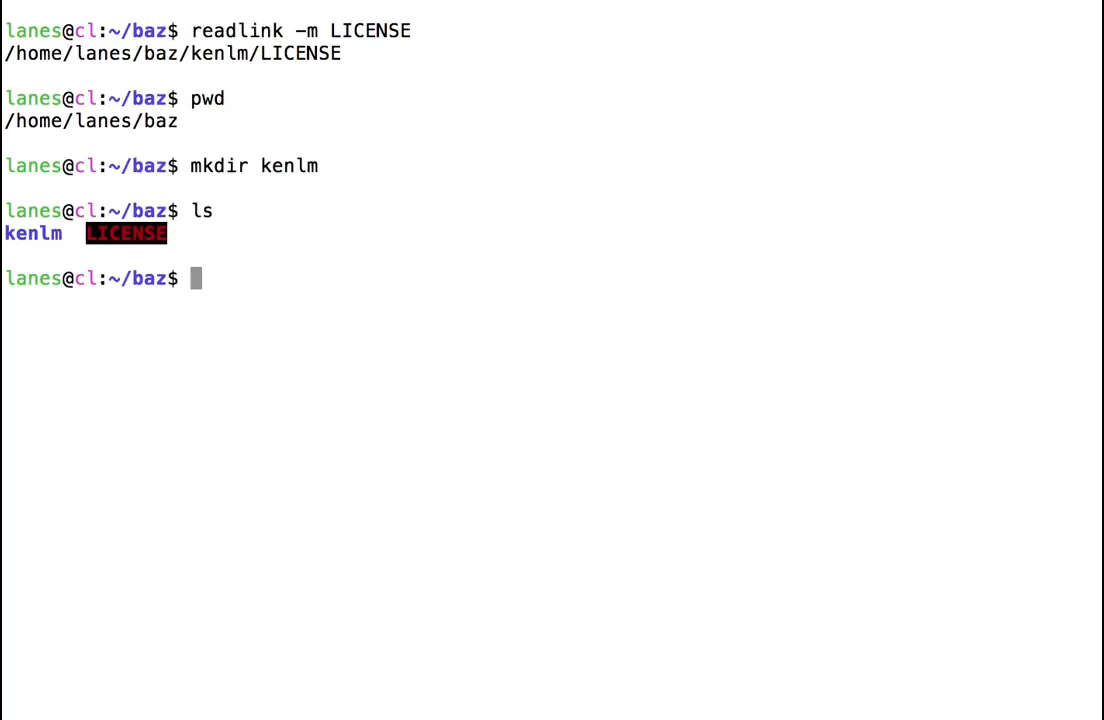 lanes@cl:~/baz$ readlink -m LICENSE
/home/lanes/baz/kenlm/LICENSE
lanes@cl:~/baz$ pwd
/home/lanes/baz
lanes@cl:~/baz$ mkdir kenlm
lanes@cl:~/baz$ ls
kenlm  LICENSE
lanes@cl:~/baz$